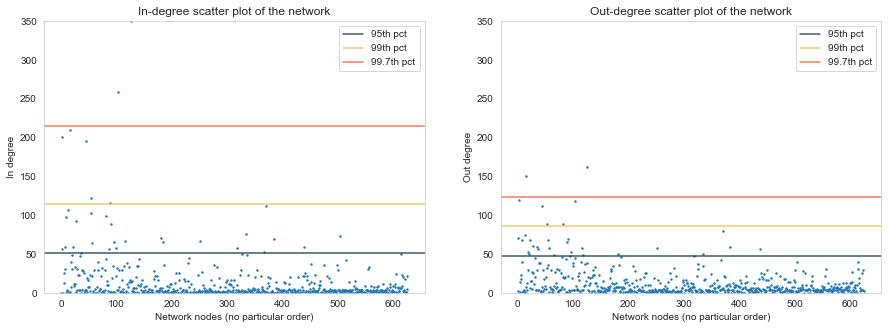 In-degree scatter plot of the network
350
300
250
200
150
100
50
0
In degree
0 100 200 300 400 500 600
Network nodes (no particular order)
95th pct
99th pct
99.7th pct
Out-degree scatter plot of the network
350
300
250
200
150
100
50
0
Out degree
0 100 200 300 400 500 600
Network nodes (no particular order)
95th pct
99th pct
99.7th pct